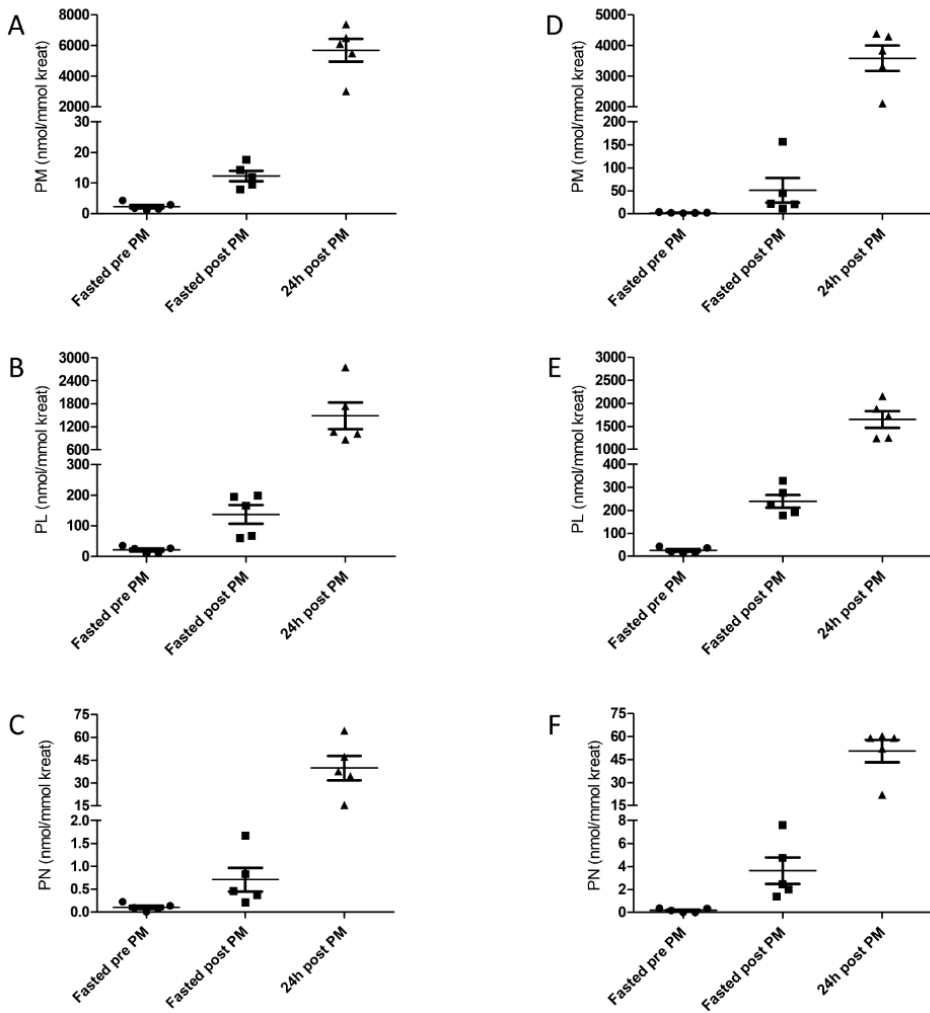 A
PM (nmol/mmol kreat)
8000
6000
4000
2000
30
20
10
0
Fasted pre PM
Fasted post PM
24h post PM
D
PM (nmol/mmol kreat)
5000
4000
3000
2000
200
150
100
50
0
Fasted pre PM
Fasted post PM
24h post PM
B
PL (nmol/mmol kreat)
3000
2400
1800
1200
600
300
200
100
0
Fasted pre PM
Fasted post PM
24h post PM
E
PL (nmol/mmol kreat)
3000
2500
2000
1500
1000
400
300
200
100
0
Fasted pre PM
Fasted post PM
24h post PM
C
PN (nmol/mmol kreat)
75
60
45
30
15
2.0
1.5
1.0
0.5
0.0
Fasted pre PM
Fasted post PM
24h post PM
F
PN (nmol/mmol kreat)
75
60
45
30
15
8
6
4
2
0
Fasted pre PM
Fasted post PM
24h post PM